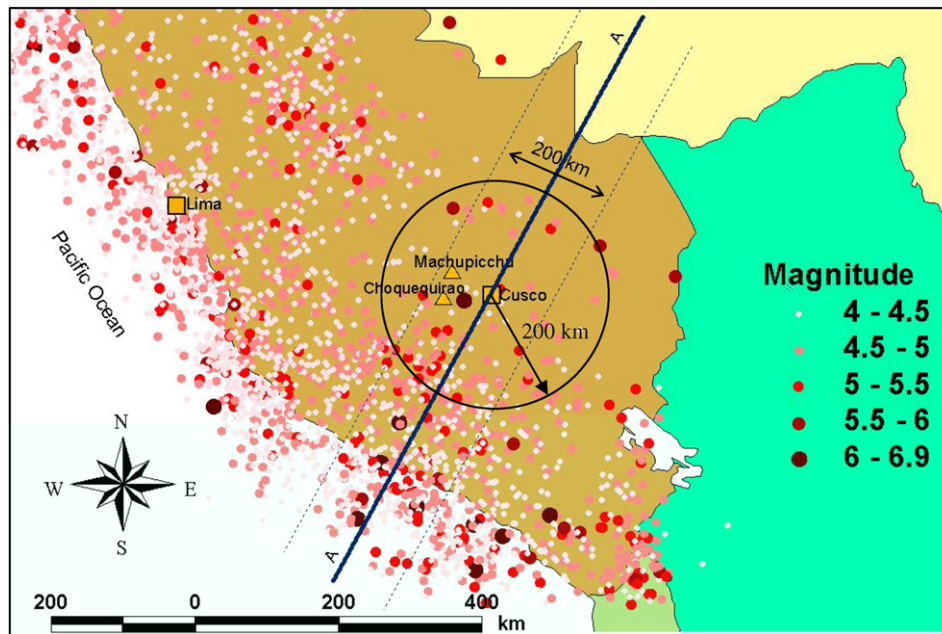 A
200 km
Lima
Pacific Ocean
Machupicchu
Choquequirao
Cusco
200 km
Magnitude
4 - 4.5
4.5 - 5
5 - 5.5
5.5 - 6
6 - 6.9
N
W E
S
A
200 0 200 400
km